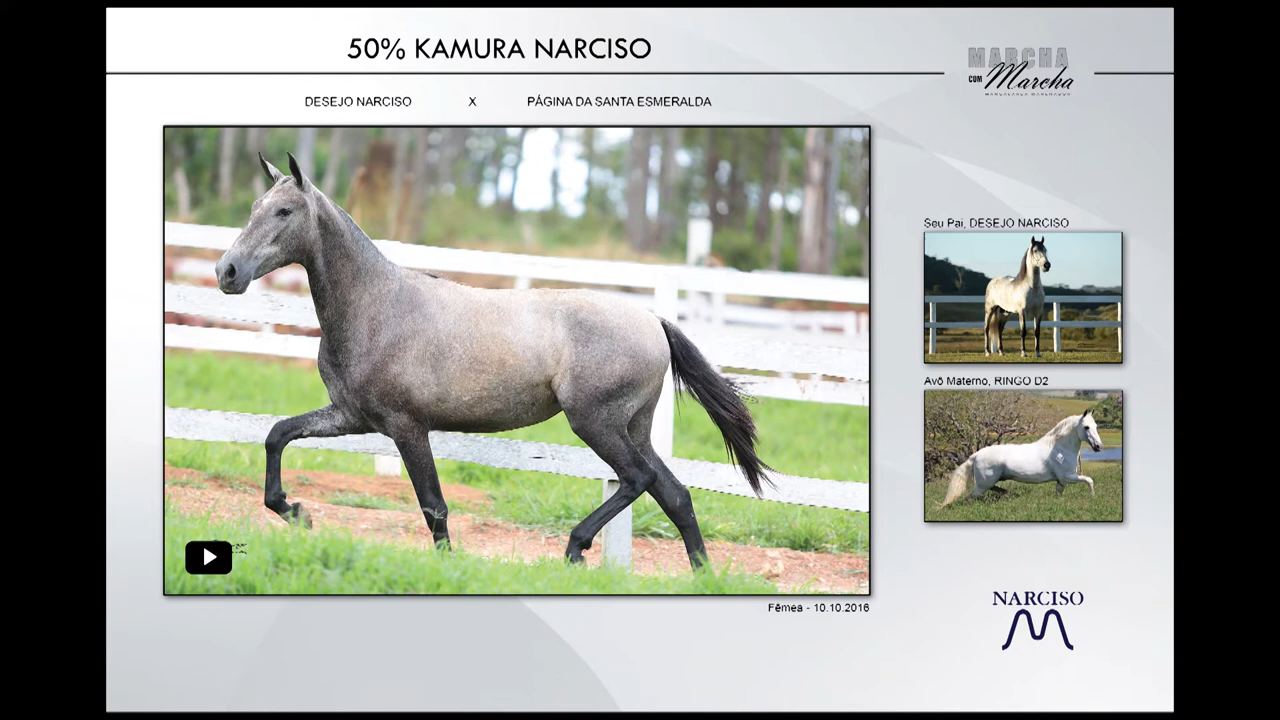 50% KAMURA NARCISO
MARCHA
COM Marcha
DESEJO NARCISO X PÁGINA DA SANTA ESMERALDA
Seu Pai, DESEJO NARCISO
Avô Materno, RINGO D2
Fêmea - 10.10.2016
NARCISO